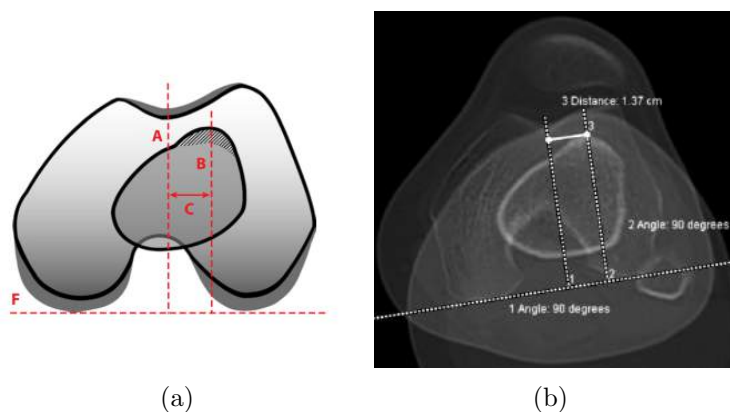 A
B
C
F
3 Distance: 1.37 cm
3
2 Angle: 90 degrees
1
2
1 Angle: 90 degrees
(a)
(b)